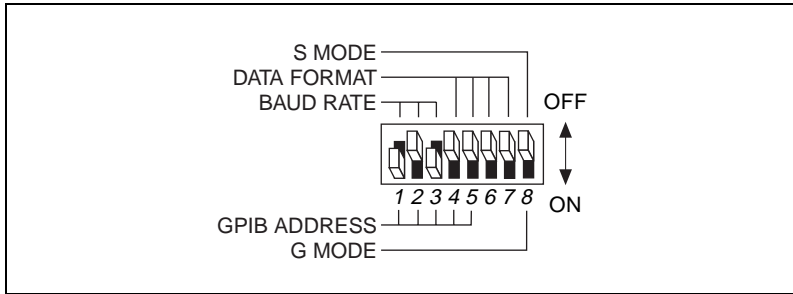 S MODE
DATA FORMAT
BAUD RATE
OFF
1 2 3 4 5 6 7 8
ON
GPIB ADDRESS
G MODE